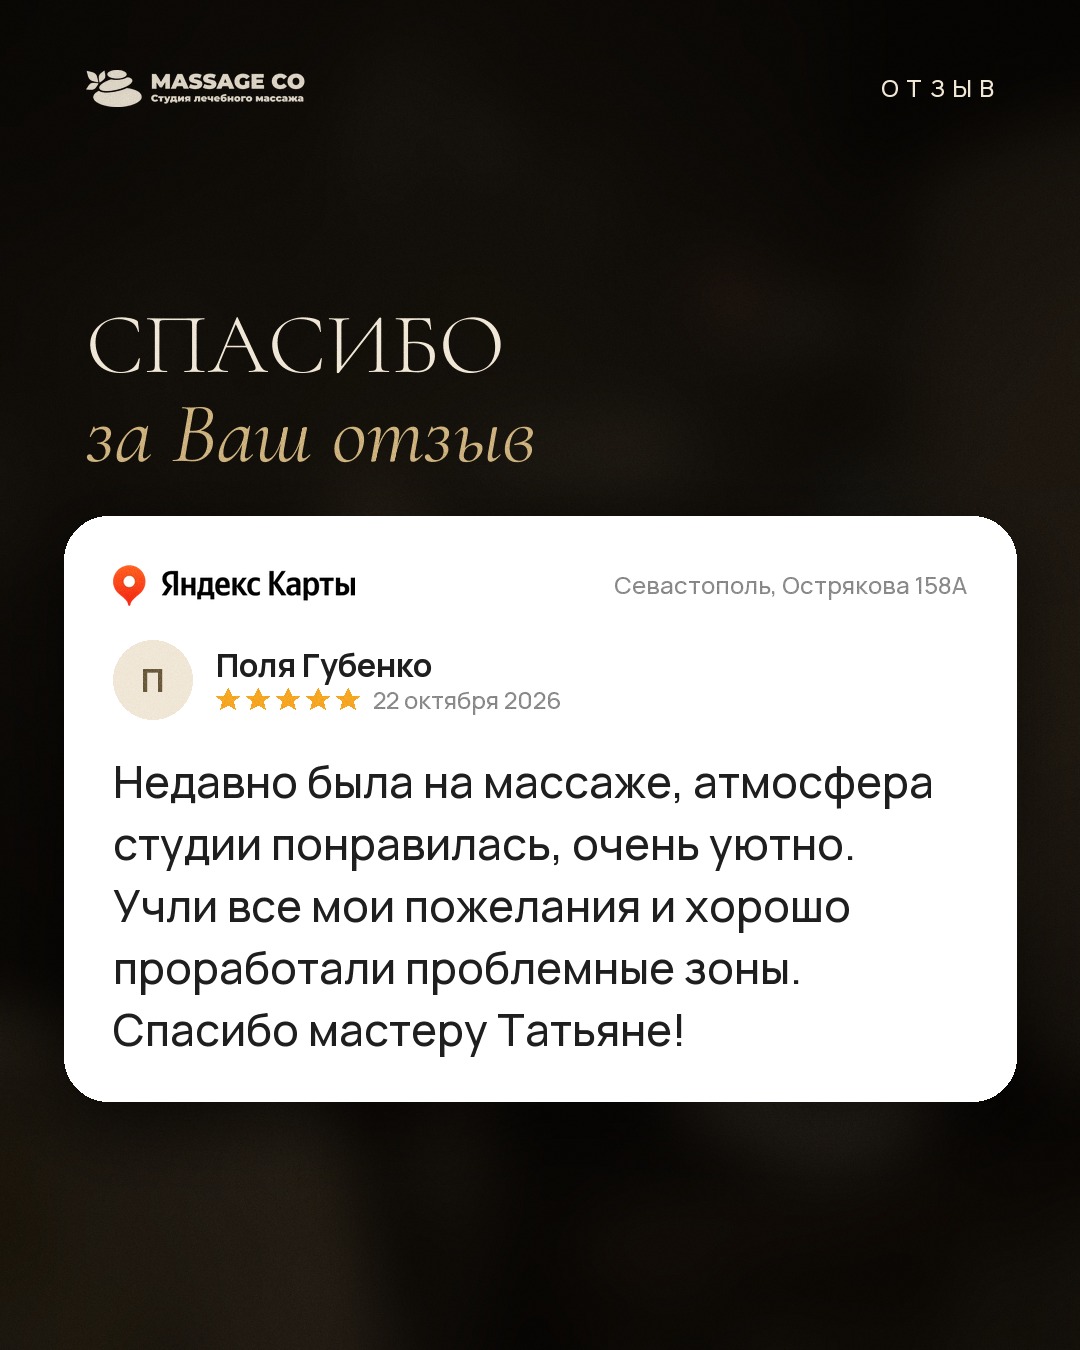 MASSAGE CO
Студия лечебного массажа
ОТЗЫВ
СПАСИБО
за Ваш отзыв
Яндекс Карты
Севастополь, Острякова 158А
П
Поля Губенко
22 октября 2026
Недавно была на массаже, атмосфера
студии понравилась, очень уютно.
Учли все мои пожелания и хорошо
проработали проблемные зоны.
Спасибо мастеру Татьяне!